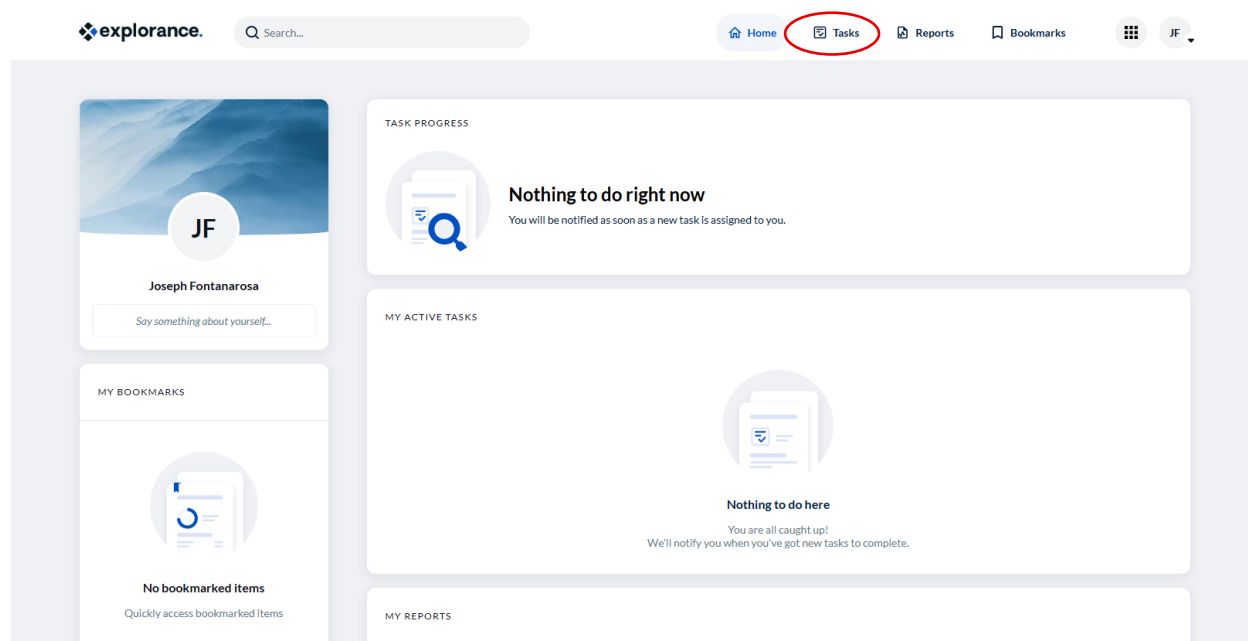 explorance.
Search...
Home
Tasks
Reports
Bookmarks
JF
JF
Joseph Fontanarosa
Say something about yourself...
MY BOOKMARKS
No bookmarked items
Quickly access bookmarked items
TASK PROGRESS
Nothing to do right now
You will be notified as soon as a new task is assigned to you.
MY ACTIVE TASKS
Nothing to do here
You are all caught up!
We'll notify you when you've got new tasks to complete.
MY REPORTS